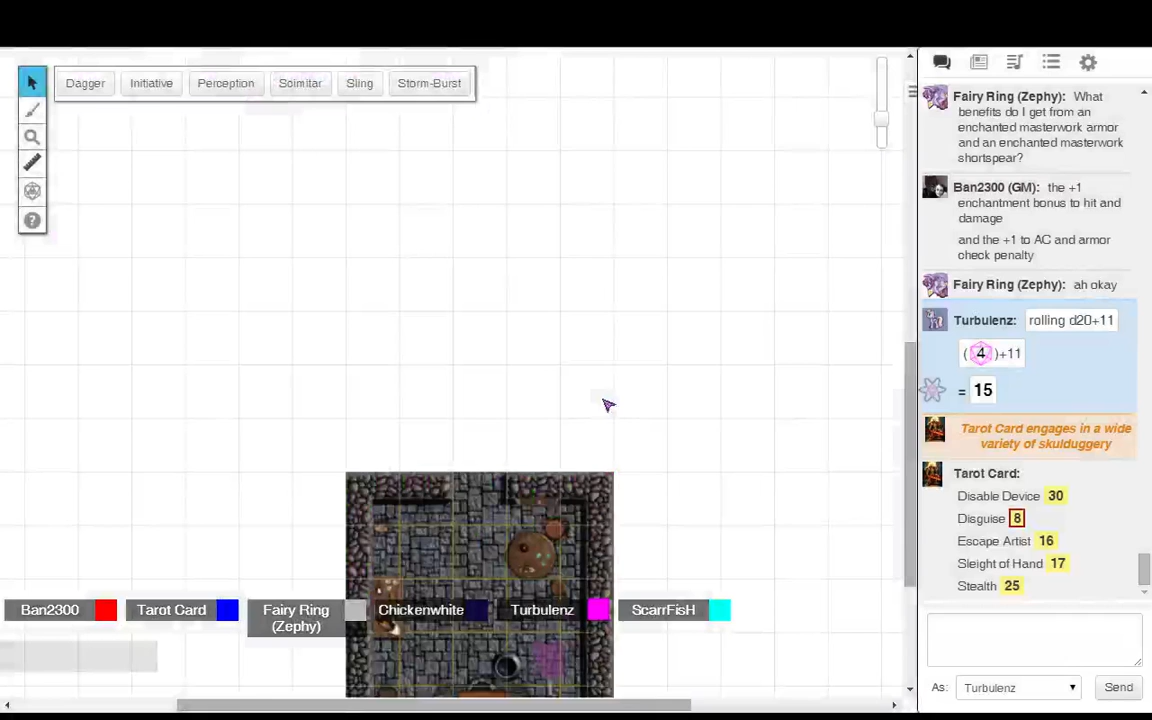 Dagger Initiative Perception Scimitar Sling Storm-Burst
Fairy Ring (Zephy): What
benefits do I get from an
enchanted masterwork armor
and an enchanted masterwork
shortspear?
Ban2300 (GM): the +1
enchantment bonus to hit and
damage
and the +1 to AC and armor
check penalty
Fairy Ring (Zephy): ah okay
Turbulenz: rolling d20+11
(4)+11
= 15
Tarot Card engages in a wide
variety of skulduggery
Tarot Card:
Disable Device 30
Disguise 8
Escape Artist 16
Sleight of Hand 17
Stealth 25
Ban2300 Tarot Card Fairy Ring
(Zephy) Chickenwhite Turbulenz ScarrFisH
As: Turbulenz Send